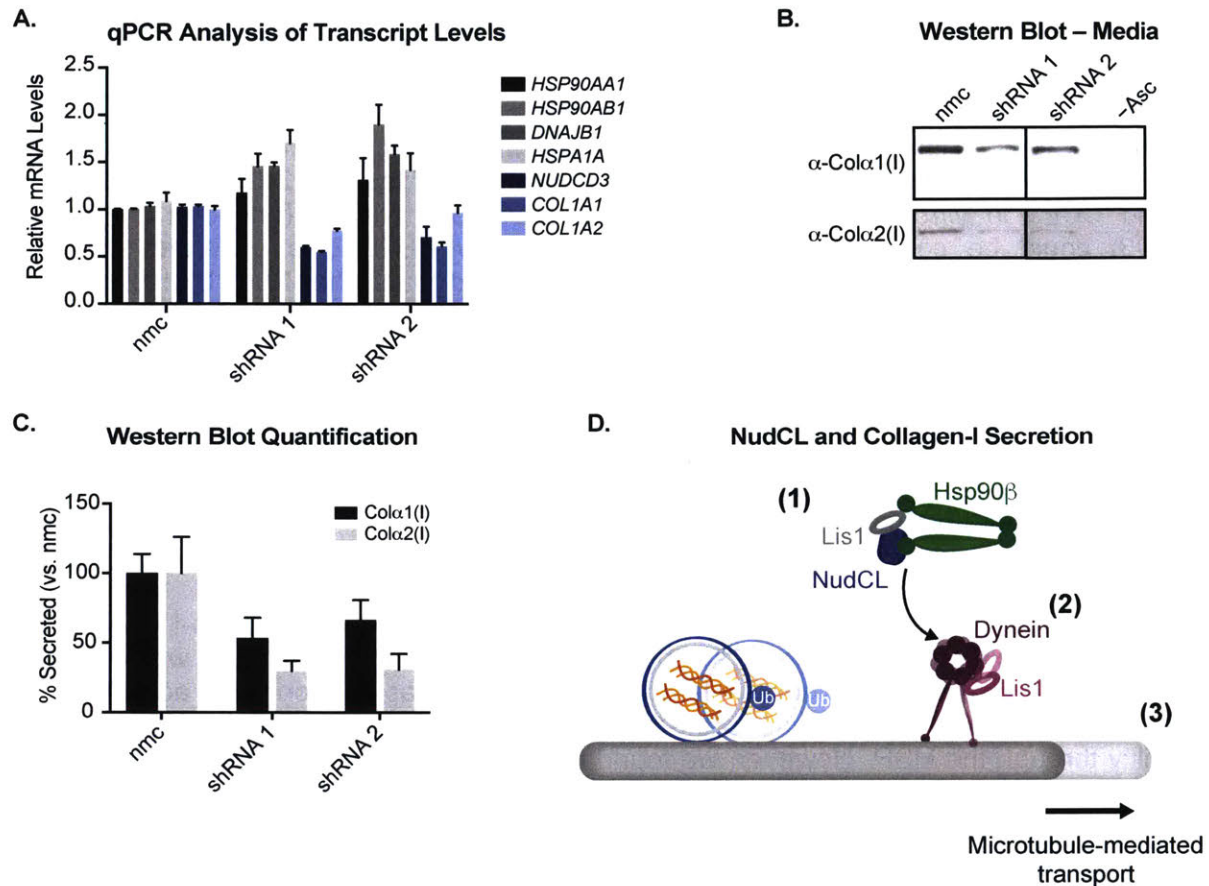 A.
qPCR Analysis of Transcript Levels
Relative mRNA Levels
2.5
2.0
1.5
1.0
0.5
0.0
nmc
shRNA 1
shRNA 2
HSP90AA1
HSP90AB1
DNAJB1
HSPA1A
NUDCD3
COL1A1
COL1A2
B.
Western Blot – Media
nmc
shRNA 1
shRNA 2
–Asc
α-Colα1(I)
α-Colα2(I)
C.
Western Blot Quantification
% Secreted (vs. nmc)
150
100
50
0
nmc
shRNA 1
shRNA 2
Colα1(I)
Colα2(I)
D.
NudCL and Collagen-I Secretion
(1)
Hsp90β
Lis1
NudCL
(2)
Dynein
Lis1
Ub
Ub
(3)
Microtubule-mediated
transport